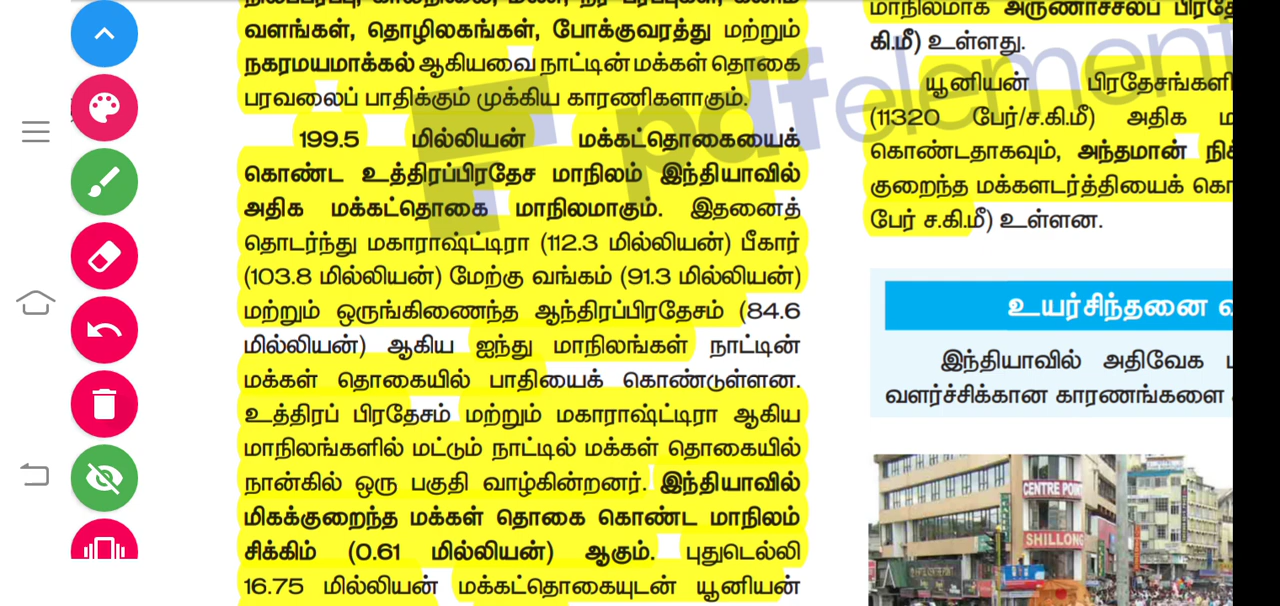 வளங்கள், தொழிலகங்கள், போக்குவரத்து மற்றும்
நகரமயமாக்கல் ஆகியவை நாட்டின் மக்கள் தொகை
பரவலைப் பாதிக்கும் முக்கிய காரணிகளாகும்.
199.5 மில்லியன் மக்கட்தொகையைக்
கொண்ட உத்திரப்பிரதேச மாநிலம் இந்தியாவில்
அதிக மக்கட்தொகை மாநிலமாகும். இதனைத்
தொடர்ந்து மகாராஷ்ட்டிரா (112.3 மில்லியன்) பீகார்
(103.8 மில்லியன்) மேற்கு வங்கம் (91.3 மில்லியன்)
மற்றும் ஒருங்கிணைந்த ஆந்திரப்பிரதேசம் (84.6
மில்லியன்) ஆகிய ஐந்து மாநிலங்கள் நாட்டின்
மக்கள் தொகையில் பாதியைக் கொண்டுள்ளன.
உத்திரப் பிரதேசம் மற்றும் மகாராஷ்ட்டிரா ஆகிய
மாநிலங்களில் மட்டும் நாட்டில் மக்கள் தொகையில்
நான்கில் ஒரு பகுதி வாழ்கின்றனர். இந்தியாவில்
மிகக்குறைந்த மக்கள் தொகை கொண்ட மாநிலம்
சிக்கிம் (0.61 மில்லியன்) ஆகும். புதுடெல்லி
16.75 மில்லியன் மக்கட்தொகையுடன் யூனியன்
மாநிலமாக அருணாச்சலப்
கி.மீ) உள்ளது.
யூனியன்
(11320 பேர்/ச.கி.மீ) அதிக
கொண்டதாகவும், அந்தமான்
குறைந்த மக்களடர்த்தியைக்
பேர் ச.கி.மீ) உள்ளன.
உயர்சிந்தனை
இந்தியாவில் அதிவேக
வளர்ச்சிக்கான காரணங்களை
pdfelement
CENTRE POINT
SHILLONG